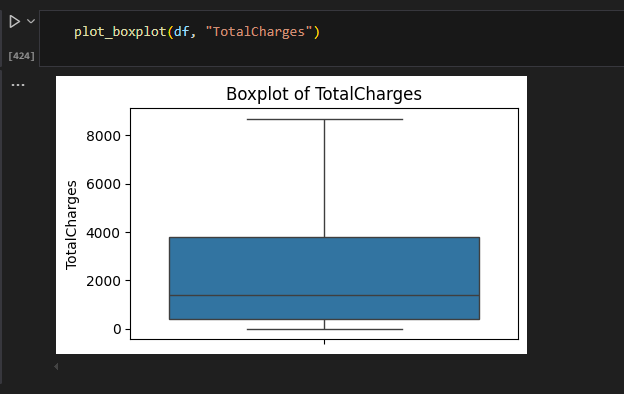 plot_boxplot(df, "TotalCharges")
[424]
...
Boxplot of TotalCharges
8000
6000
4000
2000
0
TotalCharges